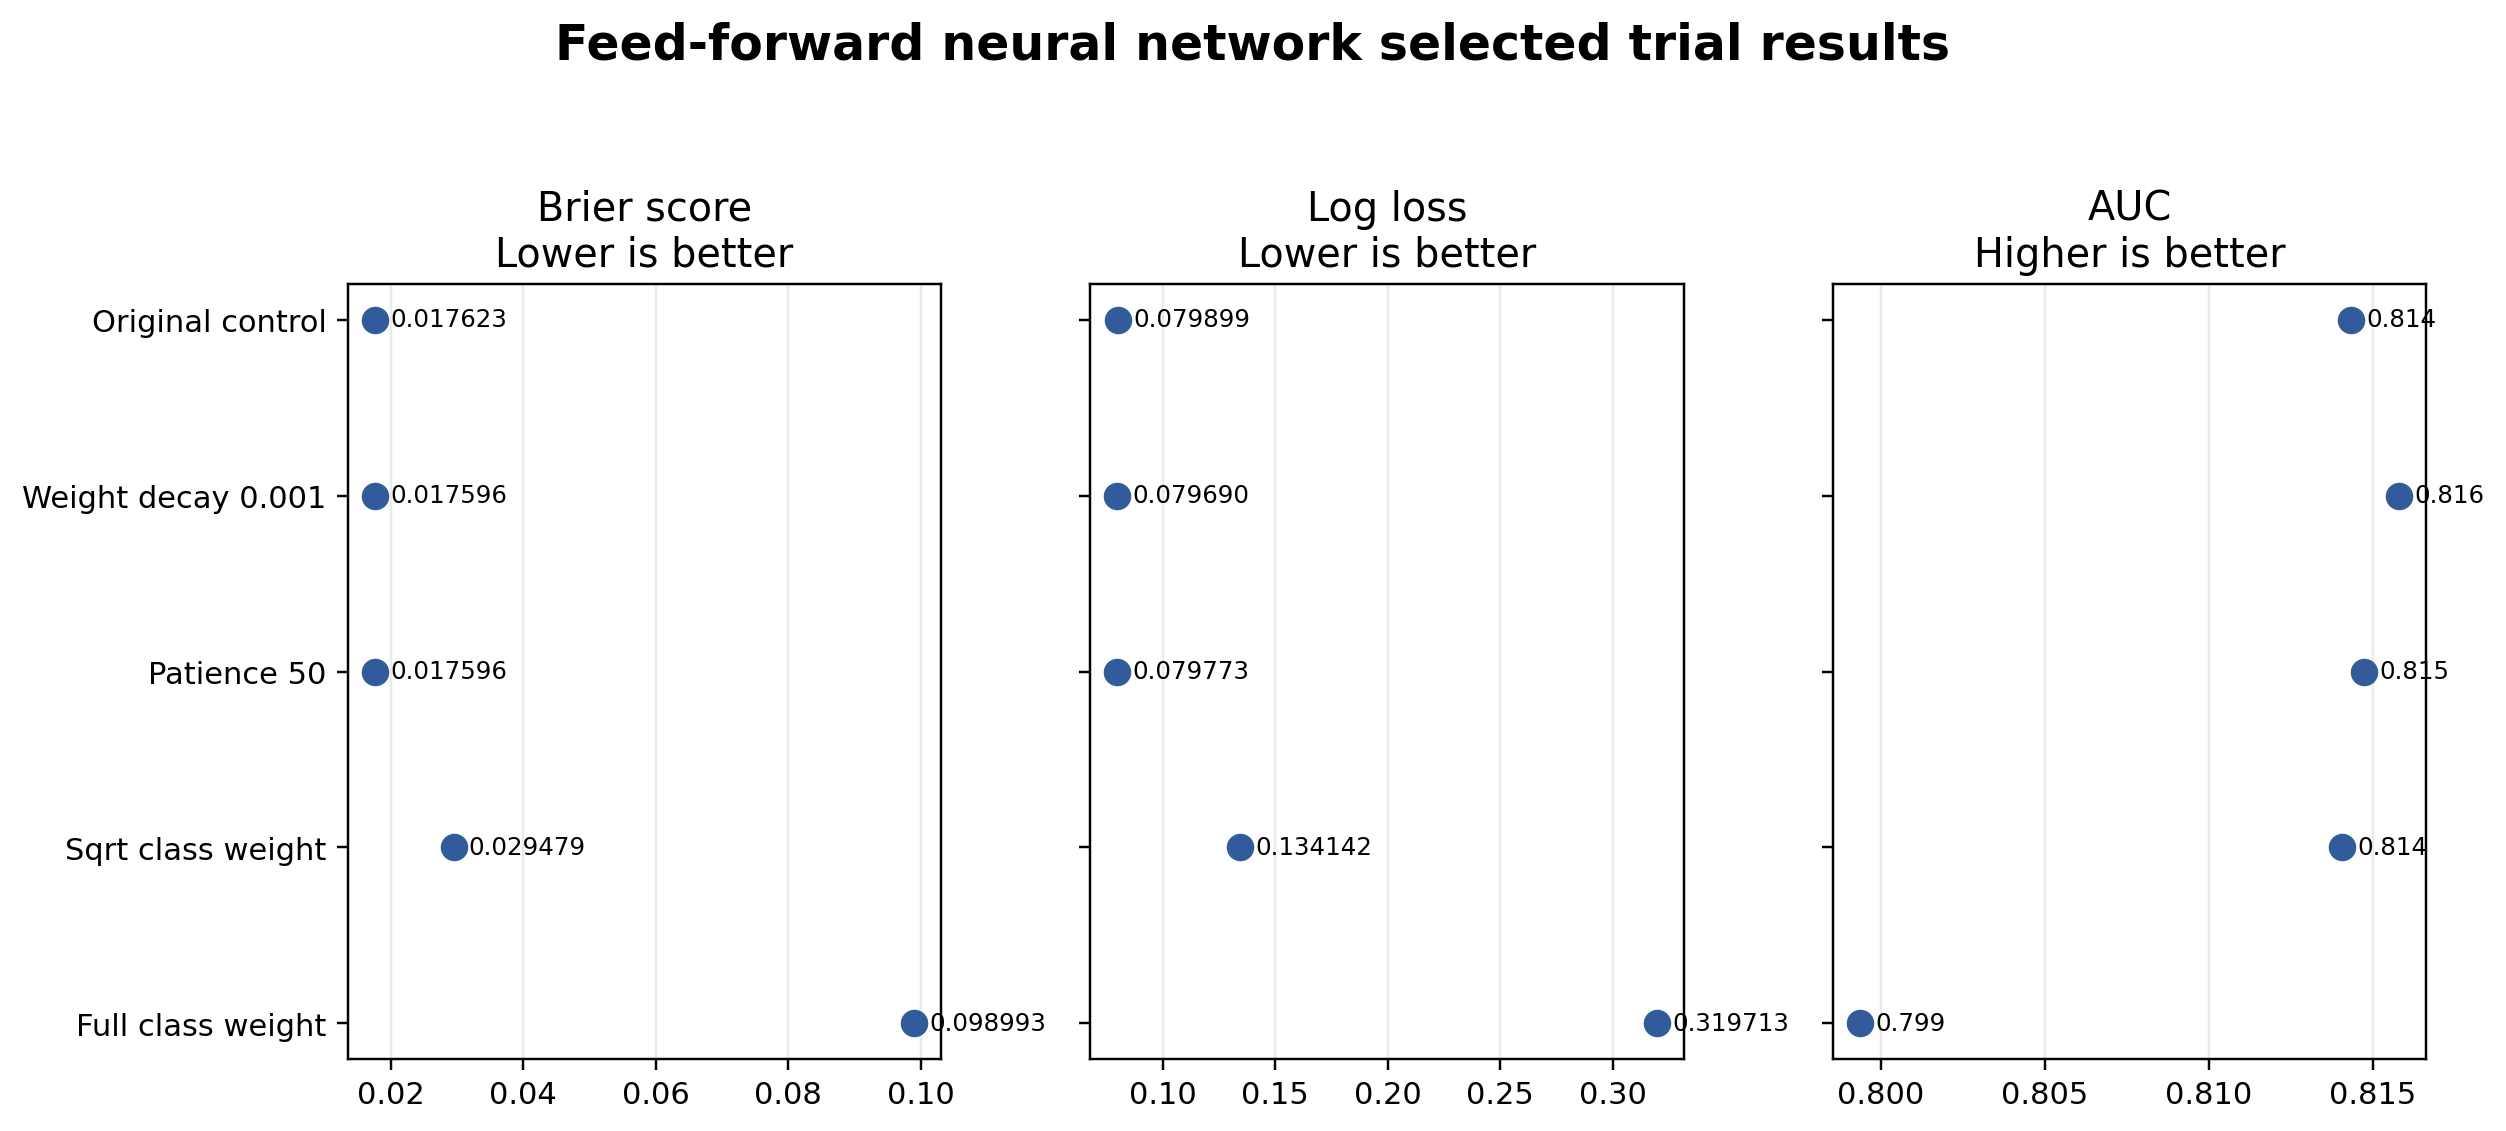 Feed-forward neural network selected trial results
Brier score
Lower is better
Log loss
Lower is better
AUC
Higher is better
Original control
0.017623
0.079899
0.814
Weight decay 0.001
0.017596
0.079690
0.816
Patience 50
0.017596
0.079773
0.815
Sqrt class weight
0.029479
0.134142
0.814
Full class weight
0.098993
0.319713
0.799
0.02 0.04 0.06 0.08 0.10
0.10 0.15 0.20 0.25 0.30
0.800 0.805 0.810 0.815